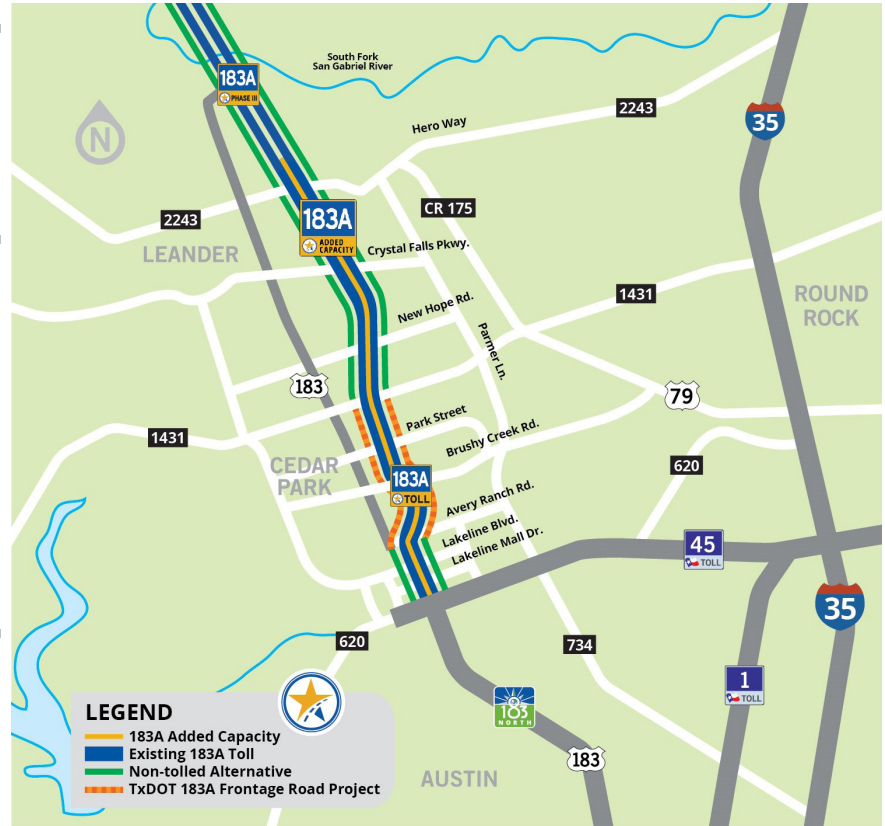 South Fork
San Gabriel River
183A
PHASE III
N
Hero Way
2243
35
2243
183A
ADDED
CAPACITY
CR 175
LEANDER
Crystal Falls Pkwy.
1431
ROUND
ROCK
New Hope Rd.
Parmer Ln.
183
79
Park Street
1431
Brushy Creek Rd.
CEDAR
PARK
620
183A
TOLL
Avery Ranch Rd.
Lakeline Blvd.
Lakeline Mall Dr.
45
TOLL
35
620
734
1
TOLL
183
NORTH
183
AUSTIN
LEGEND
183A Added Capacity
Existing 183A Toll
Non-tolled Alternative
TxDOT 183A Frontage Road Project